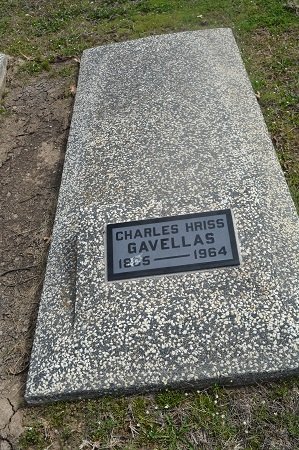 CHARLES HRISS
GAVELLAS
1885 — 1964